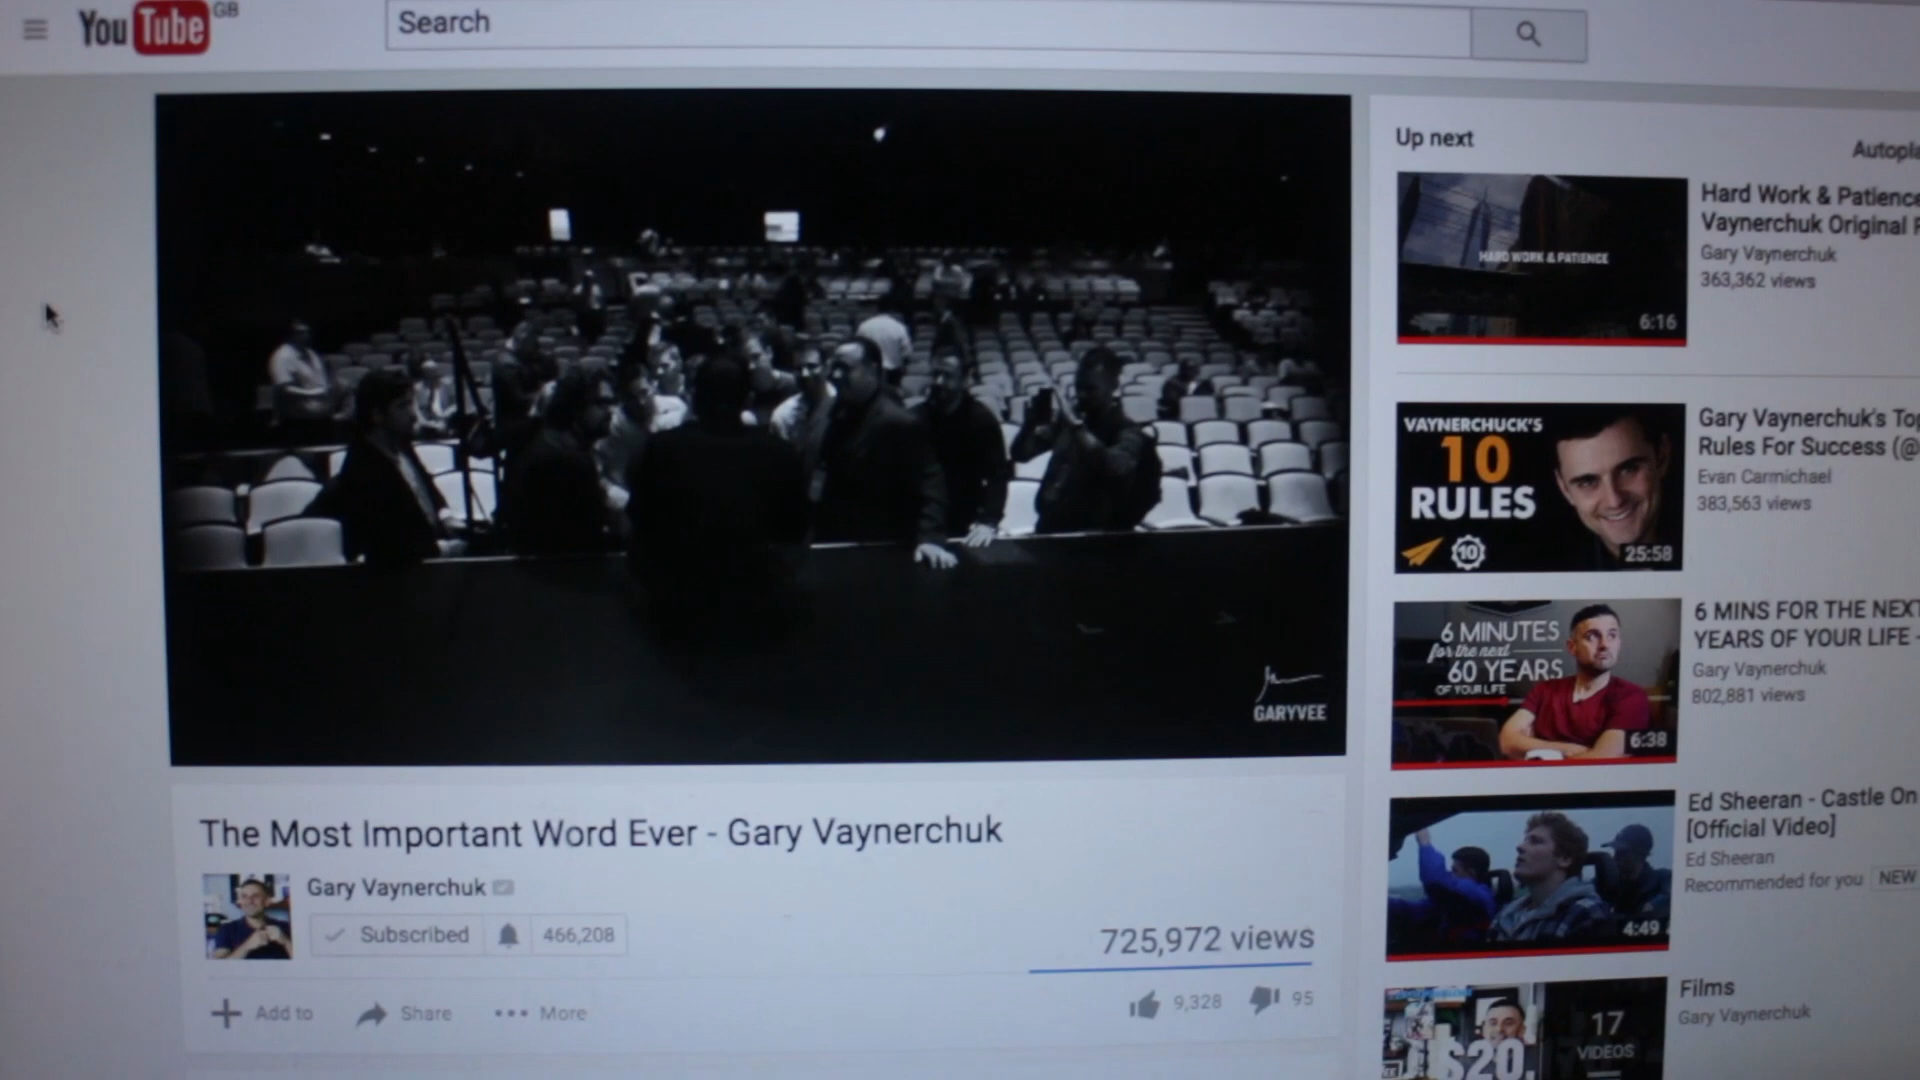 YouTube GB
Search
GARYVEE
The Most Important Word Ever - Gary Vaynerchuk
Gary Vaynerchuk
Subscribed 466,208
725,972 views
Add to Share More
9,328 95
Up next
HARD WORK & PATIENCE
6:16
Hard Work & Patience
Vaynerchuk Original
Gary Vaynerchuk
363,362 views
VAYNERCHUCK'S
10
RULES
10
25:58
Gary Vaynerchuk's
Rules For Success (@
Evan Carmichael
383,563 views
6 MINUTES
for the next
60 YEARS
OF YOUR LIFE
6:38
6 MINS FOR THE NEXT
YEARS OF YOUR LIFE -
Gary Vaynerchuk
802,881 views
4:49
Ed Sheeran - Castle On
[Official Video]
Ed Sheeran
Recommended for you NEW
$20.
17
VIDEOS
Films
Gary Vaynerchuk